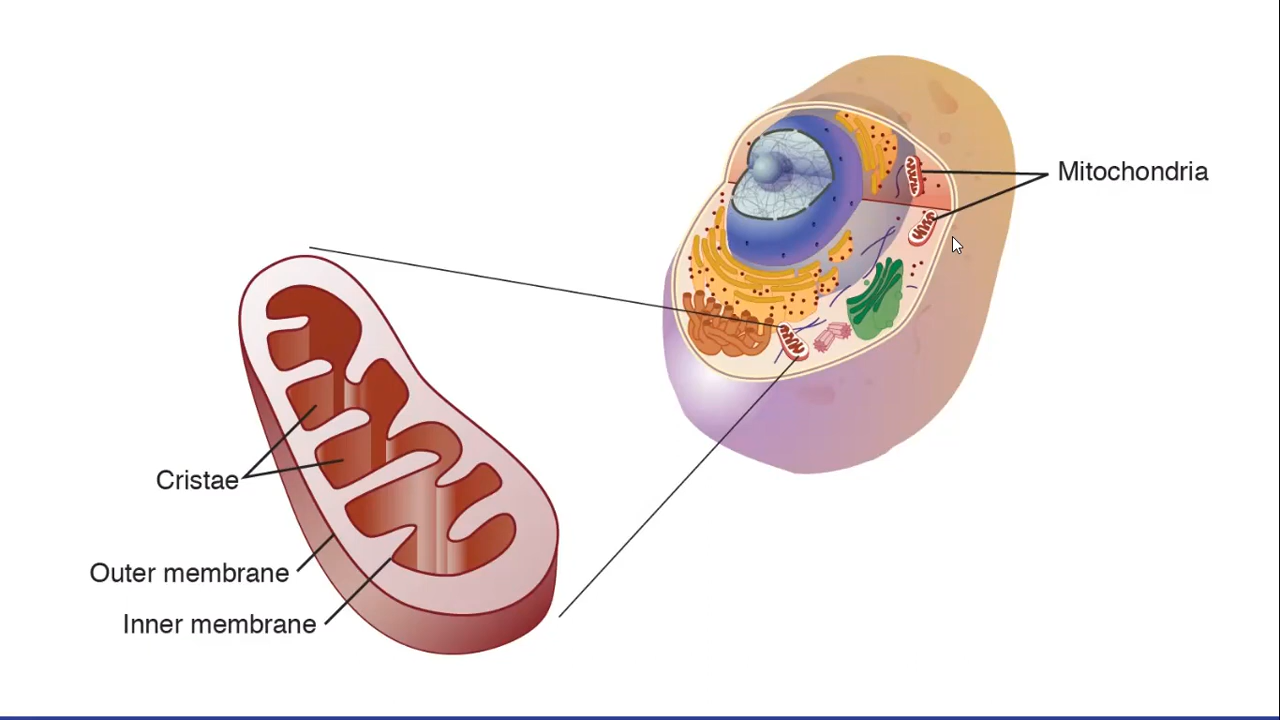 Mitochondria
Cristae
Outer membrane
Inner membrane